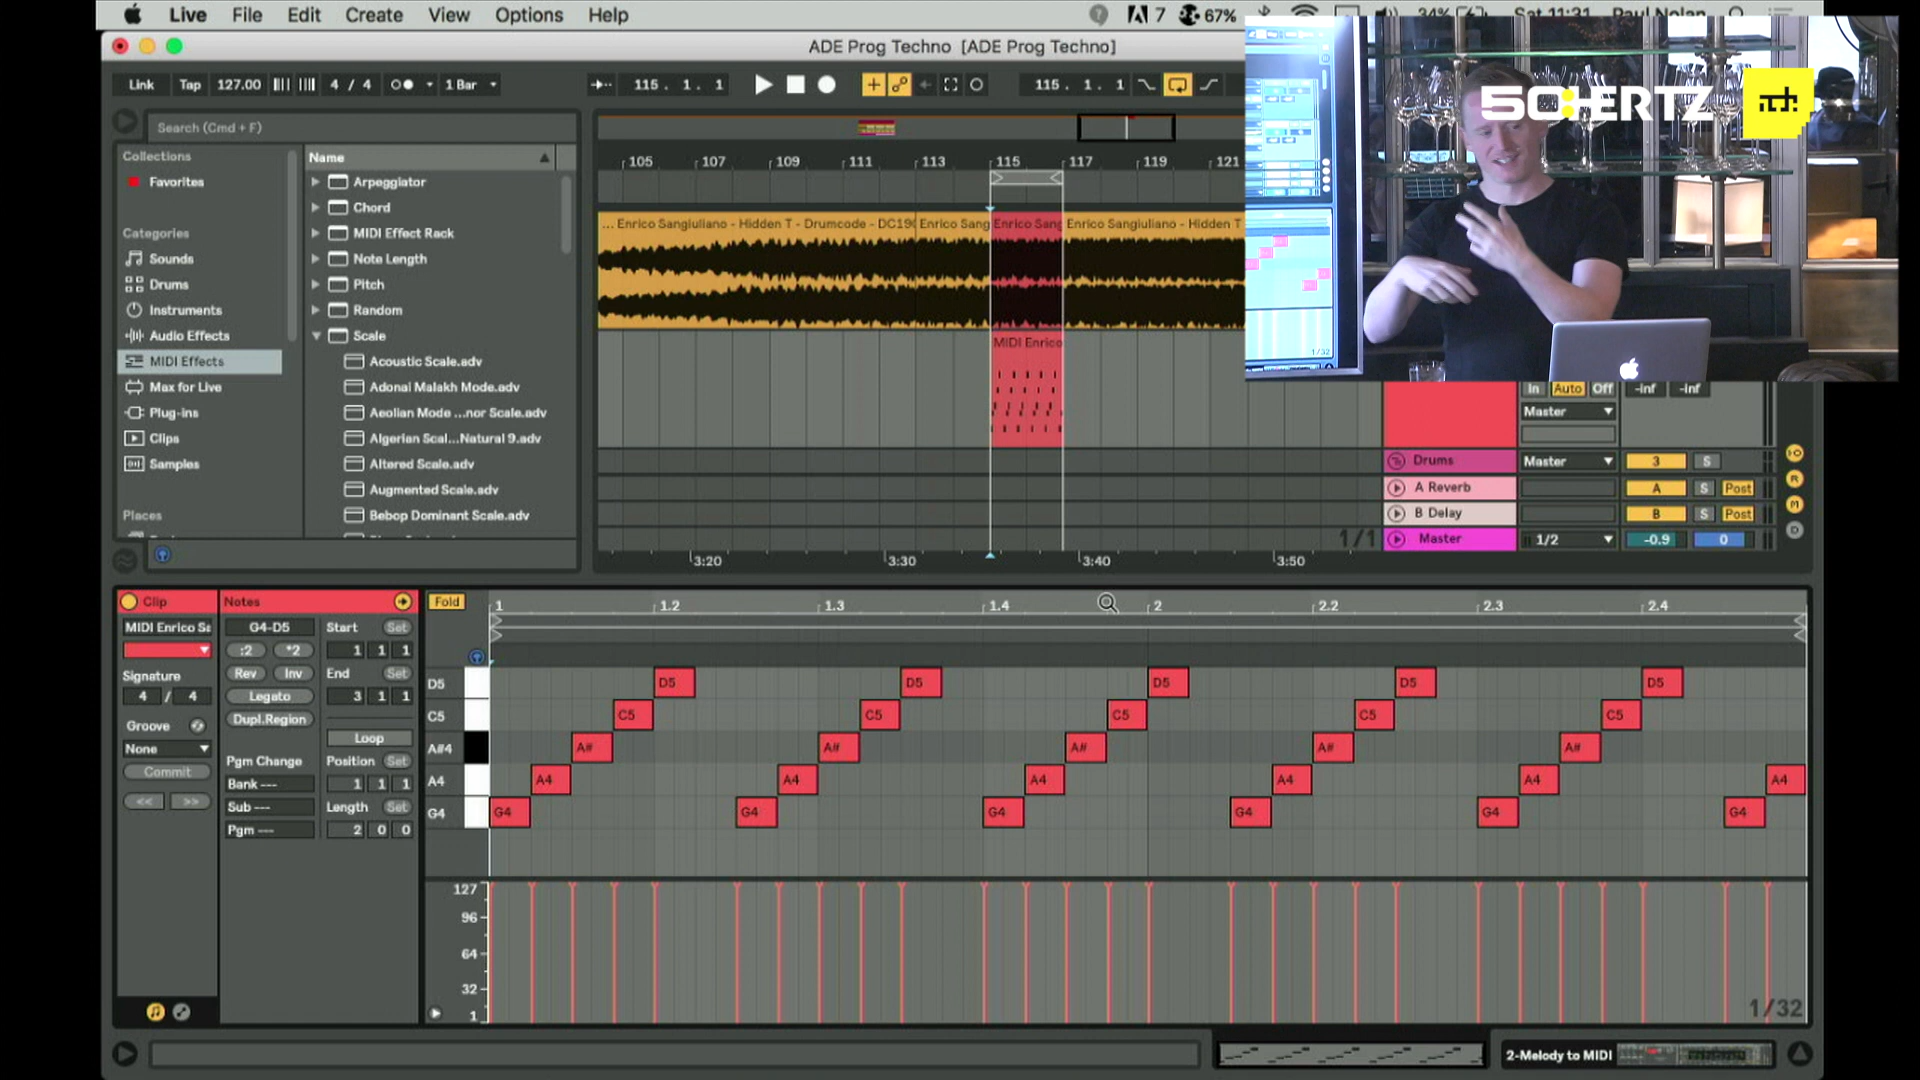 Live File Edit Create View Options Help
7 67% 34% Sat 11:31 Paul Nolan
ADE Prog Techno [ADE Prog Techno]
Link Tap 127.00 4 / 4 1 Bar 115. 1. 1 115. 1. 1
50:HERTZ
Search (Cmd + F)
Collections
Favorites
Categories
Sounds
Drums
Instruments
Audio Effects
MIDI Effects
Max for Live
Plug-ins
Clips
Samples
Places
Name
Arpeggiator
Chord
MIDI Effect Rack
Note Length
Pitch
Random
Scale
Acoustic Scale.adv
Adonai Malakh Mode.adv
Aeolian Mode ...nor Scale.adv
Algerian Scal...Natural 9.adv
Altered Scale.adv
Augmented Scale.adv
Bebop Dominant Scale.adv
105 107 109 111 113 115 117 119 121
... Enrico Sangiuliano - Hidden T - Drumcode - DC19 Enrico Sang Enrico Sang Enrico Sangiuliano - Hidden T
MIDI Enrico
1/1
3:20 3:30 3:40 3:50
In Auto Off -inf -inf
Master
Drums Master 3 S
A Reverb A S Post
B Delay B S Post
Master 1/2 -0.9 0
1/32
Clip
MIDI Enrico Sa
Signature
4 / 4
Groove
None
Commit
<< >>
Notes
G4-D5
:2 *2
Rev Inv
Legato
Dupl.Region
Pgm Change
Bank ---
Sub ---
Pgm ---
Start Set
1 1 1
End Set
3 1 1
Loop
Position Set
1 1 1
Length Set
2 0 0
Fold
1 1.2 1.3 1.4 2 2.2 2.3 2.4
D5 D5 D5 D5 D5 D5
C5 C5 C5 C5 C5 C5
A#4 A# A# A# A# A#
A4 A4 A4 A4 A4 A4 A4
G4 G4 G4 G4 G4 G4 G4
127
96
64
32
1
1/32
2-Melody to MIDI